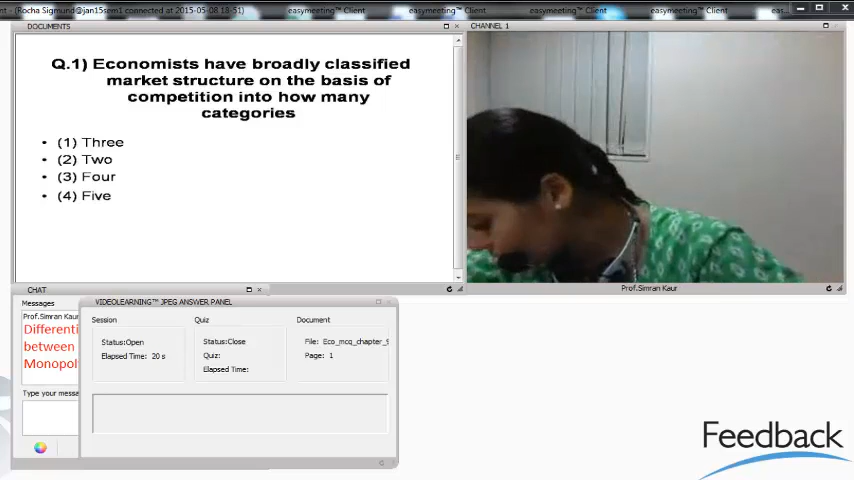 nt - (Rocha Sigmund@jan15sem1 connected at 2015-05-08 18-51)
easymeeting™ Client
easymeeting™ Client
easymeeting™ Client
easymeeting™ Client
eas...
DOCUMENTS
CHANNEL 1
Q.1) Economists have broadly classified
market structure on the basis of
competition into how many
categories
• (1) Three
• (2) Two
• (3) Four
• (4) Five
Prof.Simran Kaur
CHAT
Messages
Prof.Simran Kaur
Differenti
between
Monopol
Type your messa
VIDEOLEARNING™ JPEG ANSWER PANEL
Session
Status:Open
Elapsed Time: 20 s
Quiz
Status:Close
Quiz:
Elapsed Time:
Document
File: Eco_mcq_chapter_9
Page: 1
Feedback